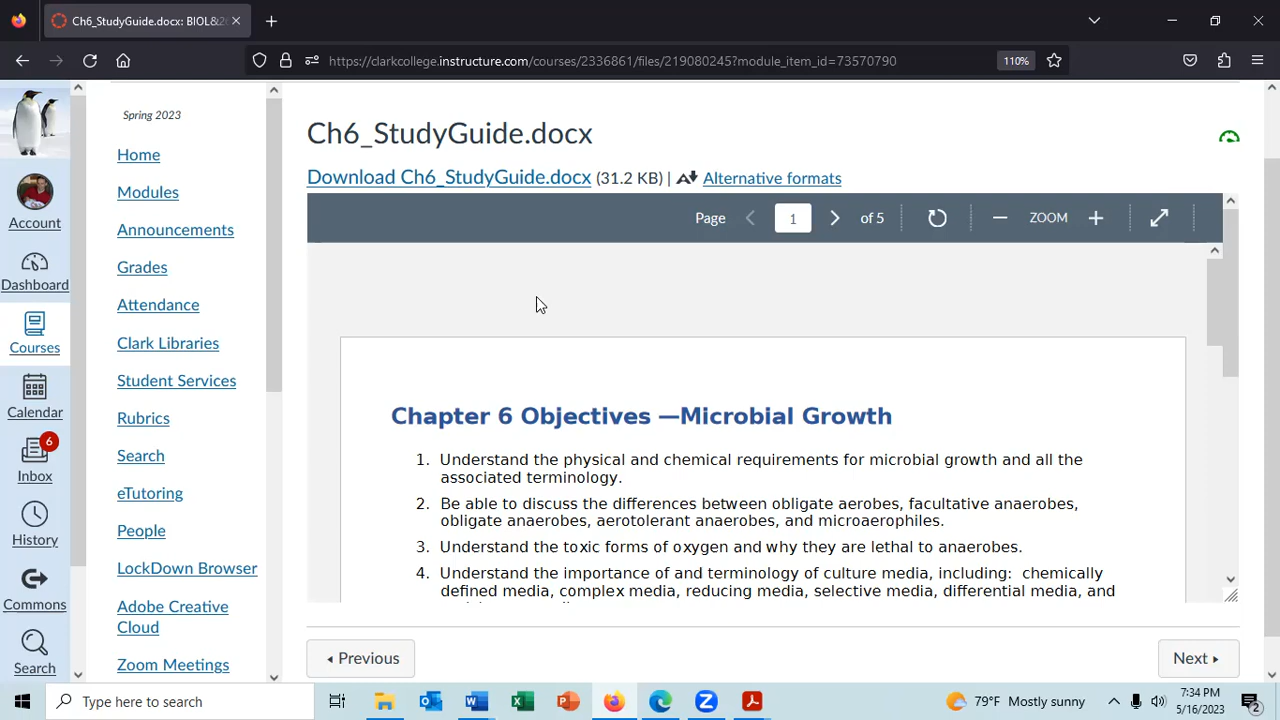 Ch6_StudyGuide.docx: BIOL&2
https://clarkcollege.instructure.com/courses/2336861/files/219080245?module_item_id=73570790
110%
Account
Dashboard
Courses
Calendar
6
Inbox
History
Commons
Search
Spring 2023
Home
Modules
Announcements
Grades
Attendance
Clark Libraries
Student Services
Rubrics
Search
eTutoring
People
LockDown Browser
Adobe Creative
Cloud
Zoom Meetings
Ch6_StudyGuide.docx
Download Ch6_StudyGuide.docx (31.2 KB) | Alternative formats
Page 1 of 5 ZOOM
Chapter 6 Objectives —Microbial Growth
1. Understand the physical and chemical requirements for microbial growth and all the
associated terminology.
2. Be able to discuss the differences between obligate aerobes, facultative anaerobes,
obligate anaerobes, aerotolerant anaerobes, and microaerophiles.
3. Understand the toxic forms of oxygen and why they are lethal to anaerobes.
4. Understand the importance of and terminology of culture media, including: chemically
defined media, complex media, reducing media, selective media, differential media, and
Previous
Next
Type here to search
79°F Mostly sunny
7:34 PM
5/16/2023
2